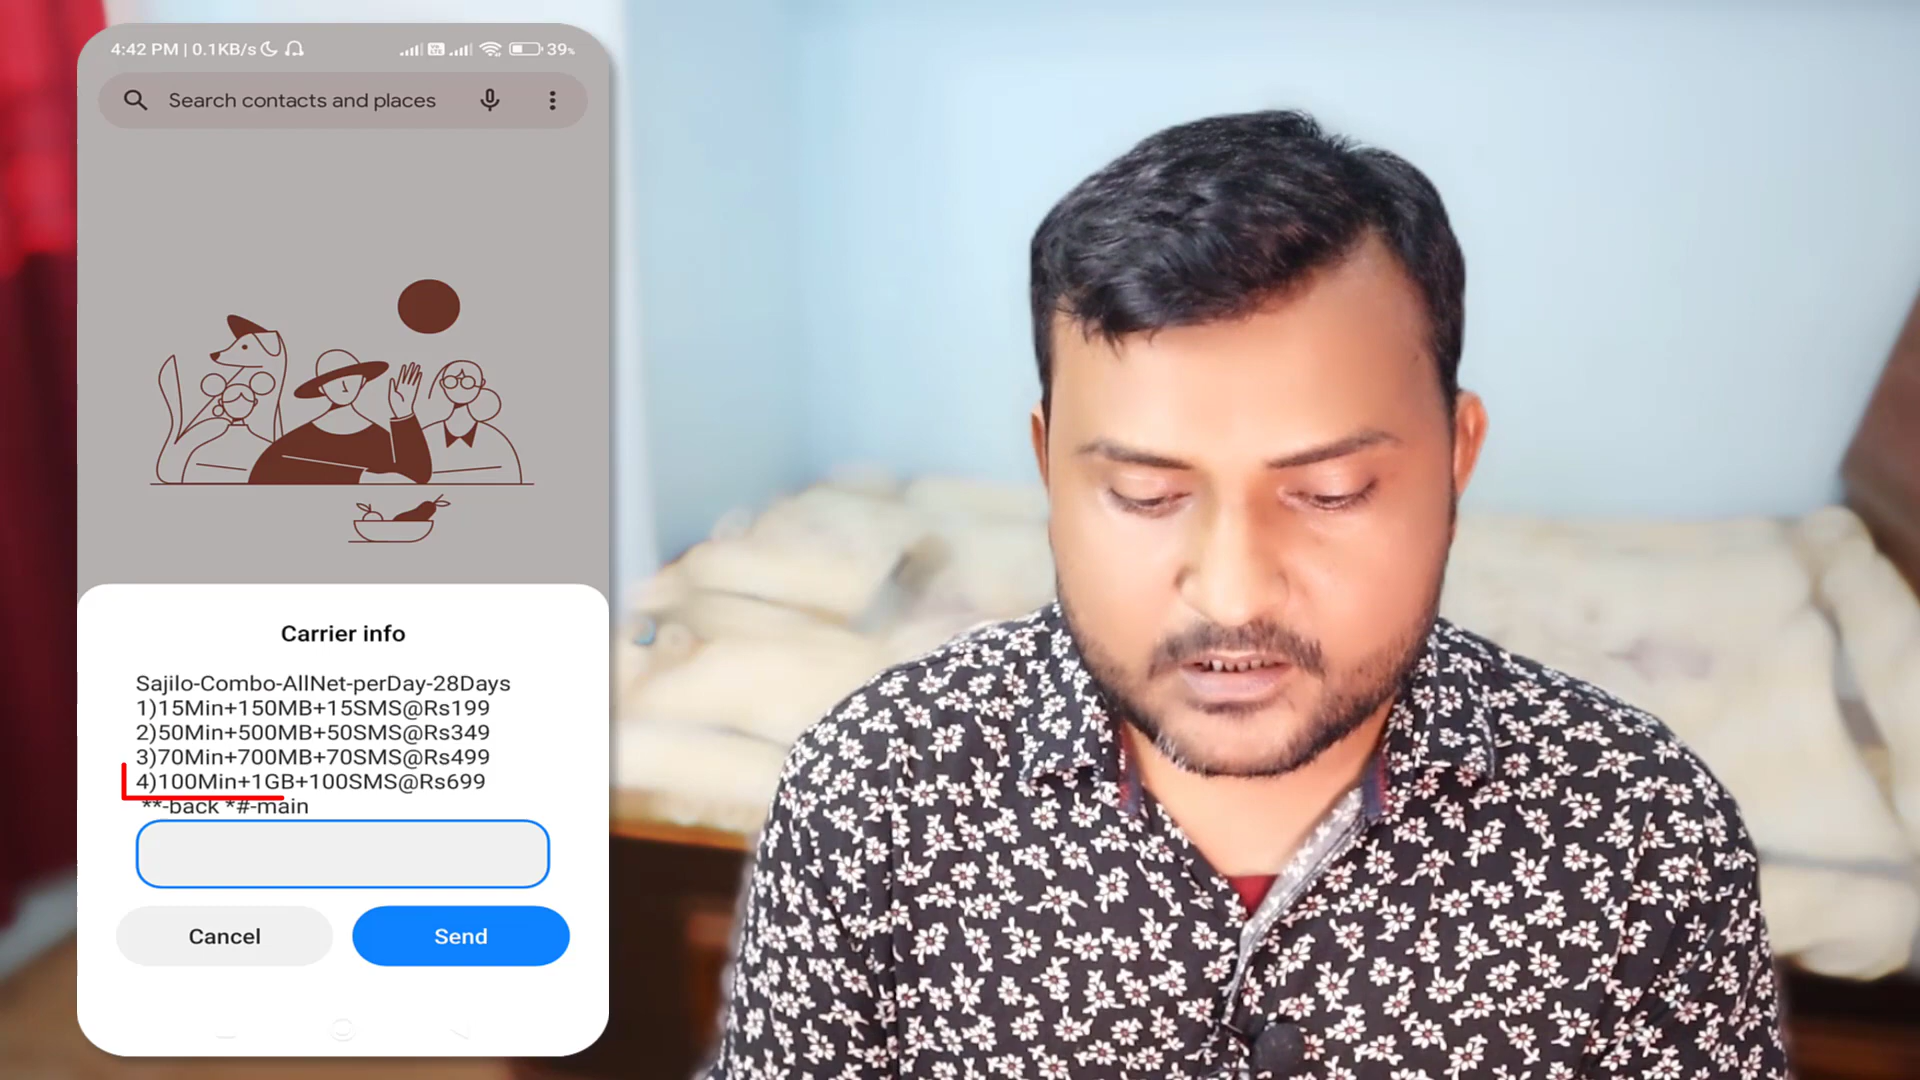 4:42 PM | 0.1KB/s 39%
Search contacts and places
Carrier info
Sajilo-Combo-AllNet-perDay-28Days
1)15Min+150MB+15SMS@Rs199
2)50Min+500MB+50SMS@Rs349
3)70Min+700MB+70SMS@Rs499
4)100Min+1GB+100SMS@Rs699
**-back *#-main
Cancel Send